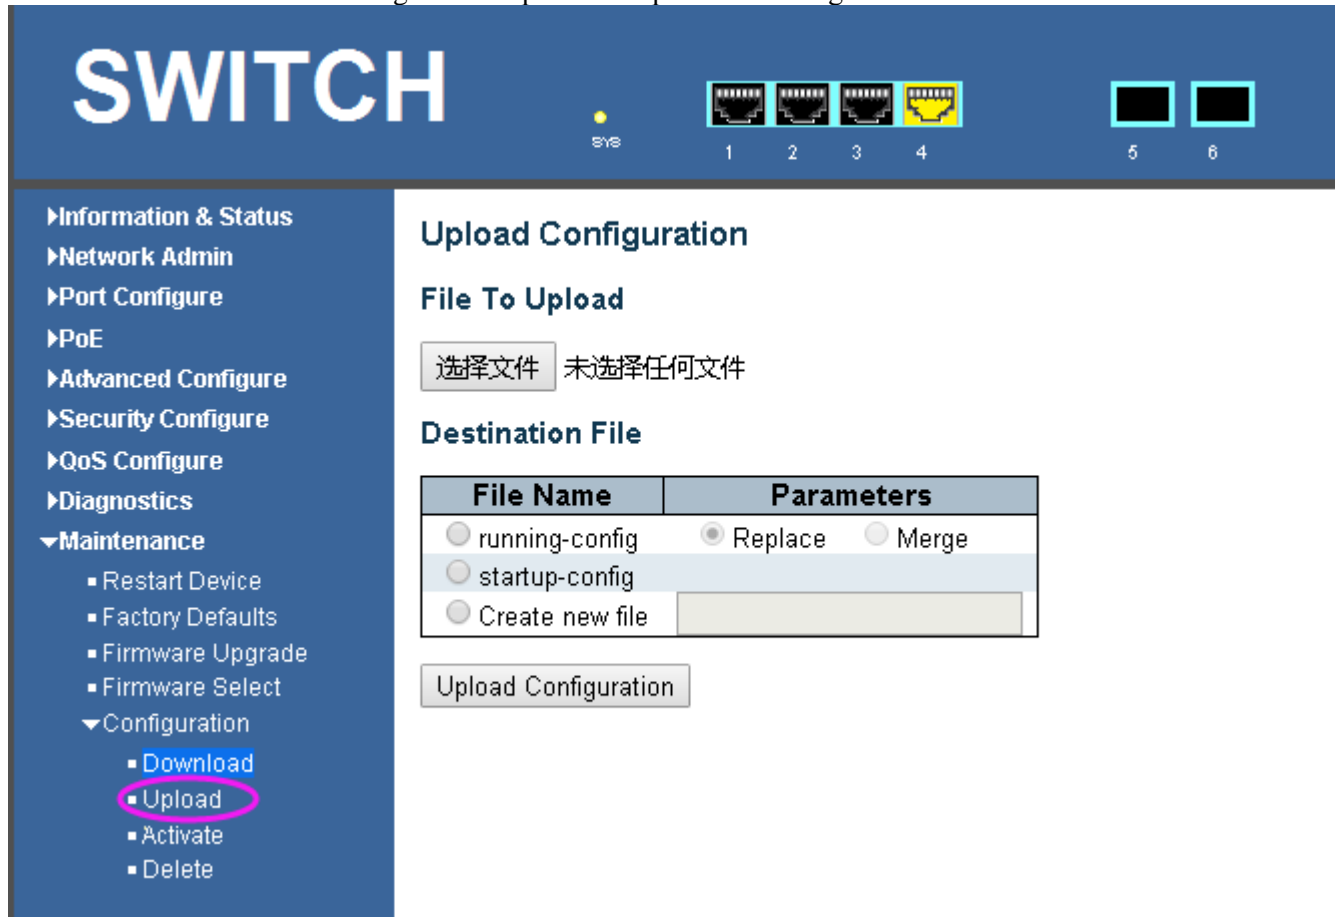 SWITCH
SYS
1 2 3 4 5 6
Information & Status
Network Admin
Port Configure
PoE
Advanced Configure
Security Configure
QoS Configure
Diagnostics
Maintenance
Restart Device
Factory Defaults
Firmware Upgrade
Firmware Select
Configuration
Download
Upload
Activate
Delete
Upload Configuration
File To Upload
选择文件 未选择任何文件
Destination File
File Name Parameters
running-config Replace Merge
startup-config
Create new file
Upload Configuration